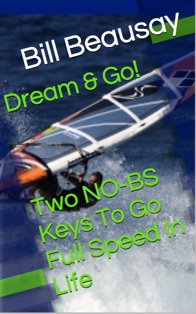 Bill Beausay
Dream & Go!
Two NO-BS
Keys To Go
Full Speed In
Life